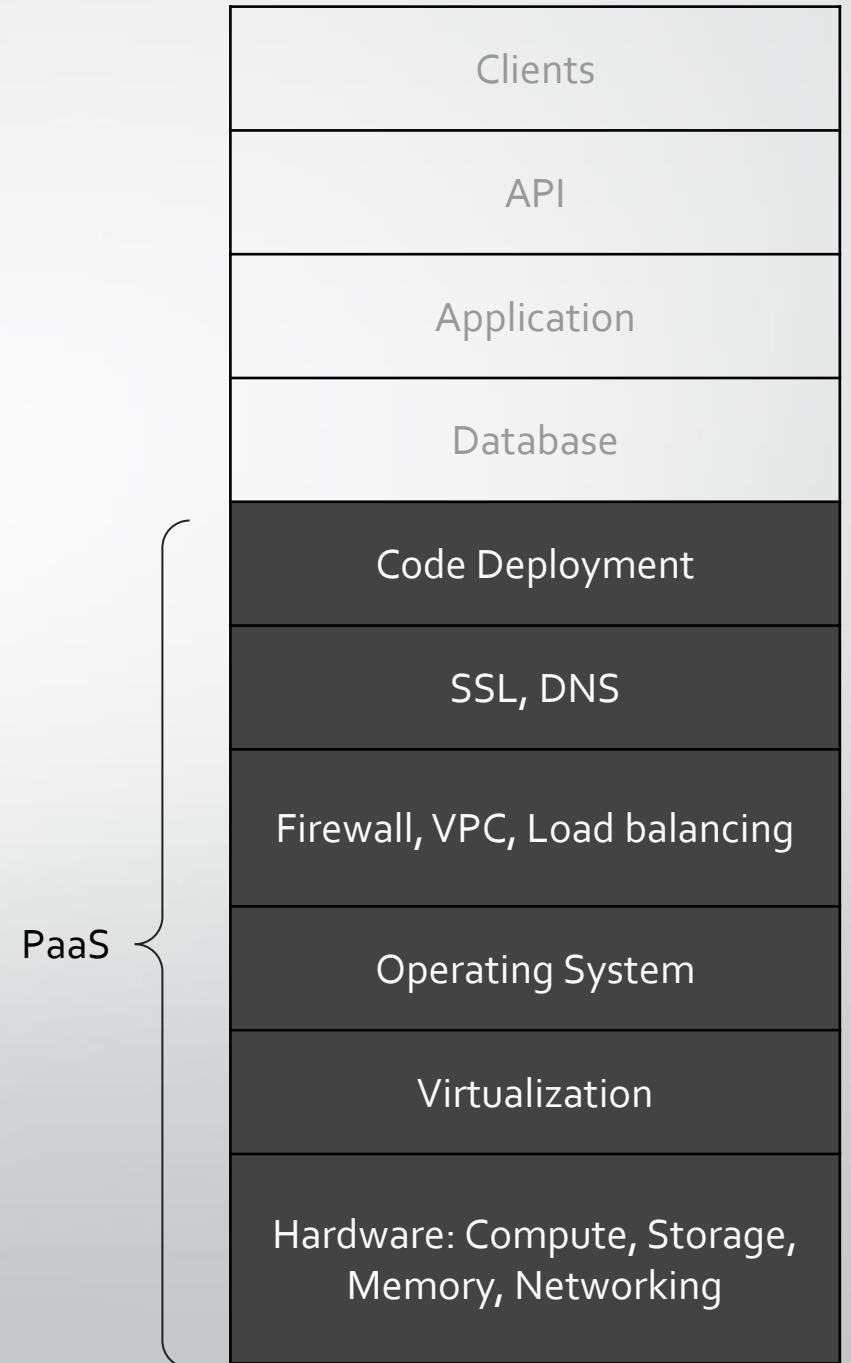 Clients
API
Application
Database
Code Deployment
SSL, DNS
Firewall, VPC, Load balancing
PaaS
Operating System
Virtualization
Hardware: Compute, Storage,
Memory, Networking